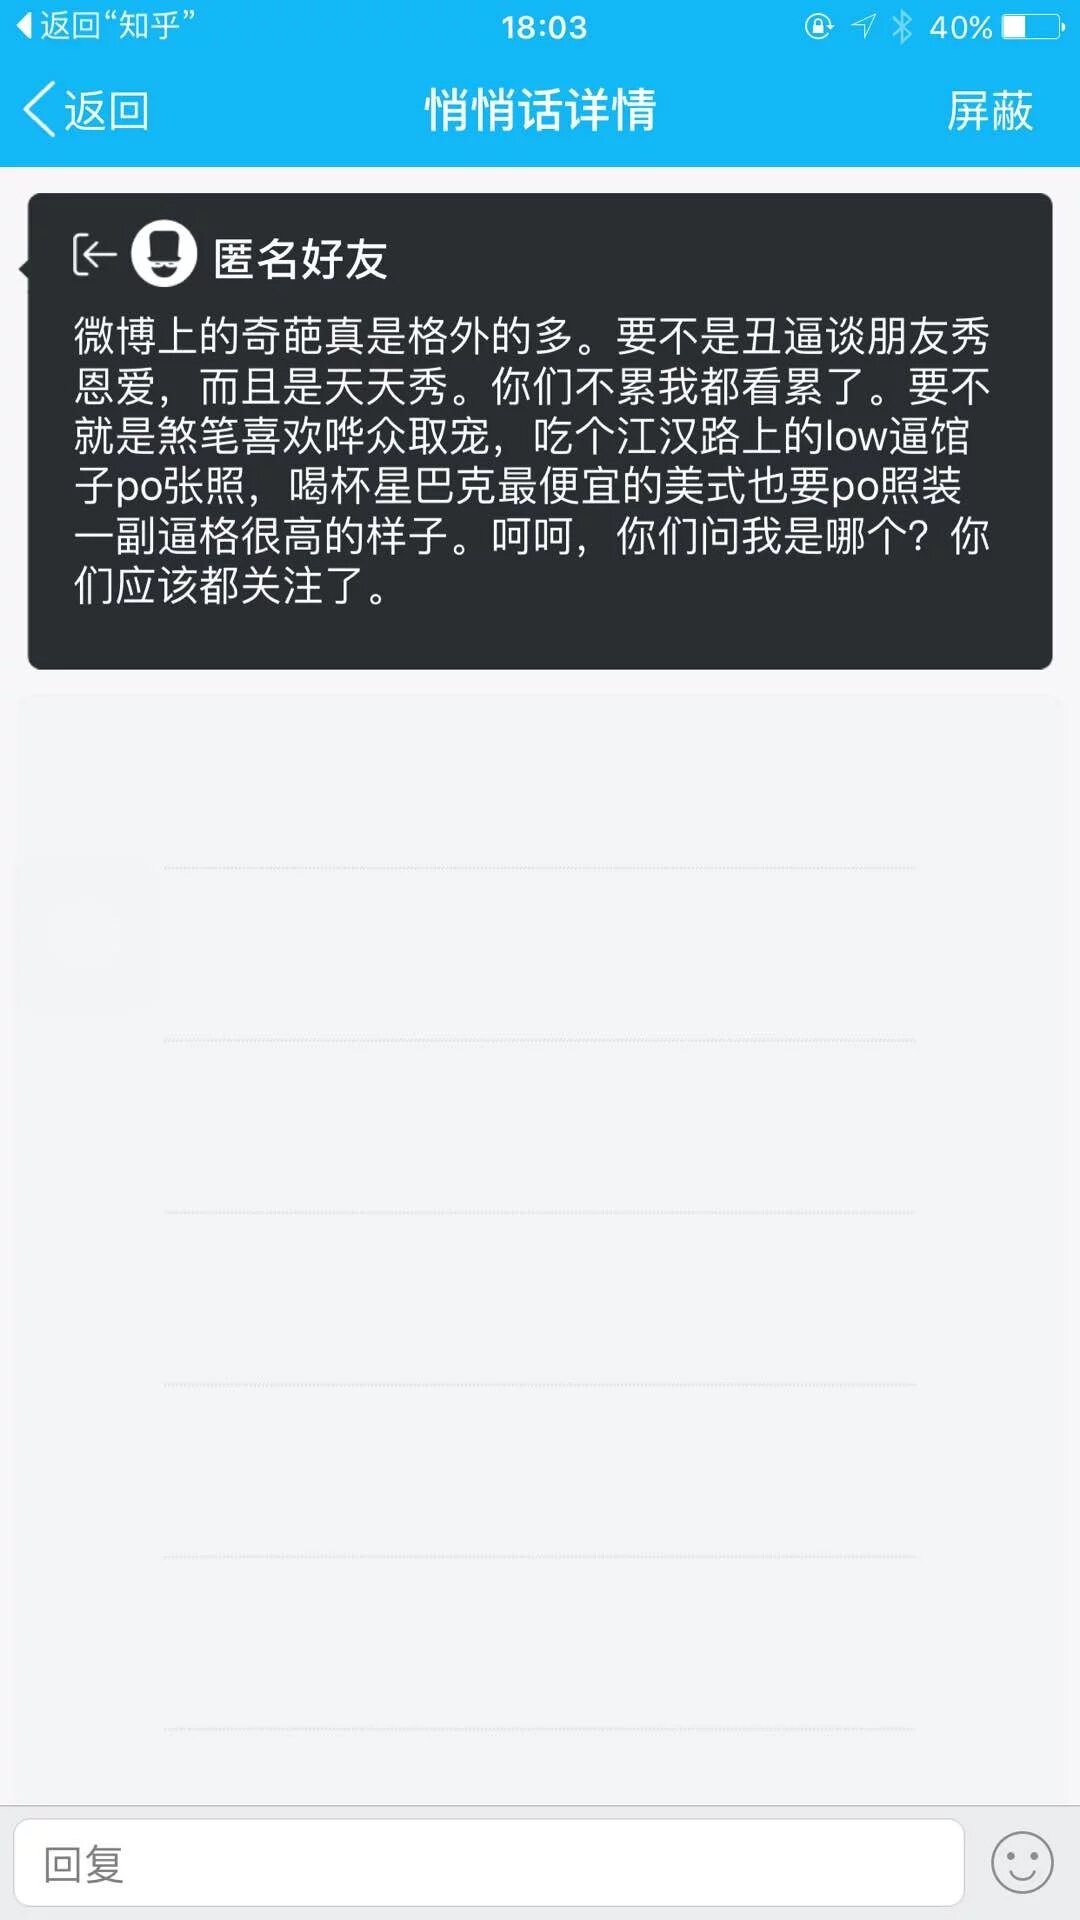 返回“知乎”
18:03
40%
返回
悄悄话详情
屏蔽
匿名好友
微博上的奇葩真是格外的多。要不是丑逼谈朋友秀
恩爱，而且是天天秀。你们不累我都看累了。要不
就是煞笔喜欢哗众取宠，吃个江汉路上的low逼馆
子po张照，喝杯星巴克最便宜的美式也要po照装
一副逼格很高的样子。呵呵，你们问我是哪个？你
们应该都关注了。
回复